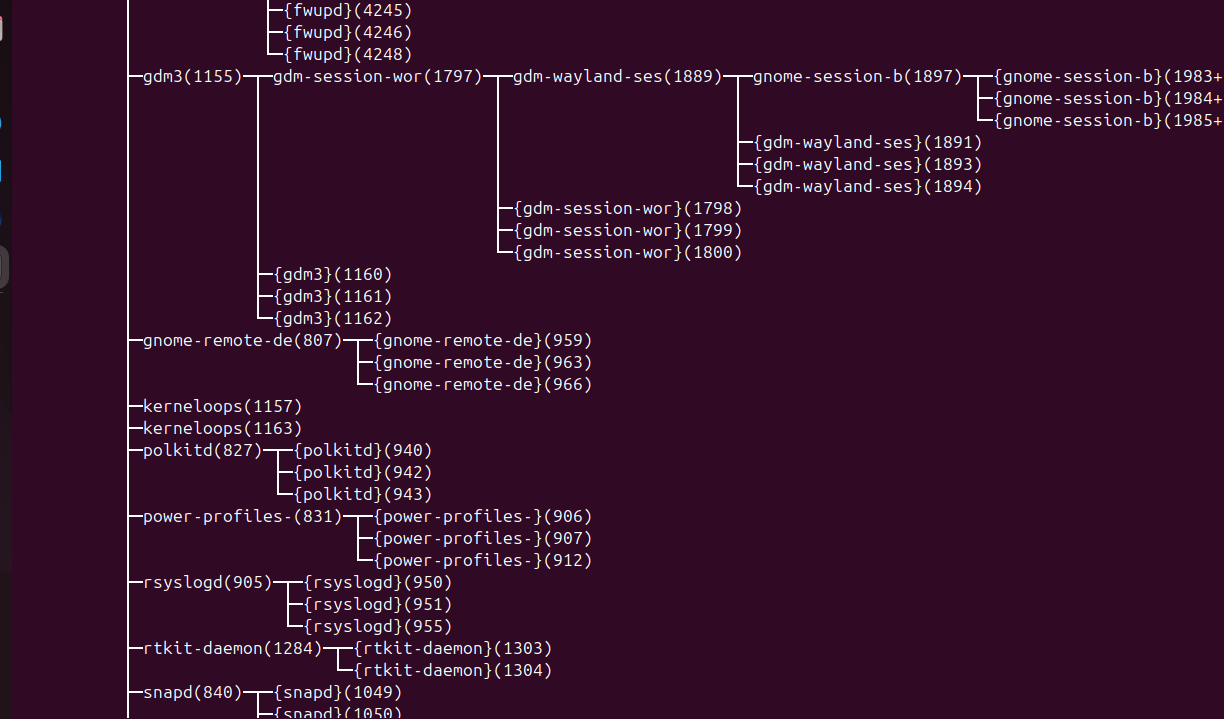 {fwupd}(4245)
{fwupd}(4246)
{fwupd}(4248)
gdm3(1155) gdm-session-wor(1797) gdm-wayland-ses(1889) gnome-session-b(1897) {gnome-session-b}(1983+
{gnome-session-b}(1984+
{gnome-session-b}(1985+
{gdm-wayland-ses}(1891)
{gdm-wayland-ses}(1893)
{gdm-wayland-ses}(1894)
{gdm-session-wor}(1798)
{gdm-session-wor}(1799)
{gdm-session-wor}(1800)
{gdm3}(1160)
{gdm3}(1161)
{gdm3}(1162)
gnome-remote-de(807) {gnome-remote-de}(959)
{gnome-remote-de}(963)
{gnome-remote-de}(966)
kerneloops(1157)
kerneloops(1163)
polkitd(827) {polkitd}(940)
{polkitd}(942)
{polkitd}(943)
power-profiles-(831) {power-profiles-}(906)
{power-profiles-}(907)
{power-profiles-}(912)
rsyslogd(905) {rsyslogd}(950)
{rsyslogd}(951)
{rsyslogd}(955)
rtkit-daemon(1284) {rtkit-daemon}(1303)
{rtkit-daemon}(1304)
snapd(840) {snapd}(1049)
{snapd}(1050)